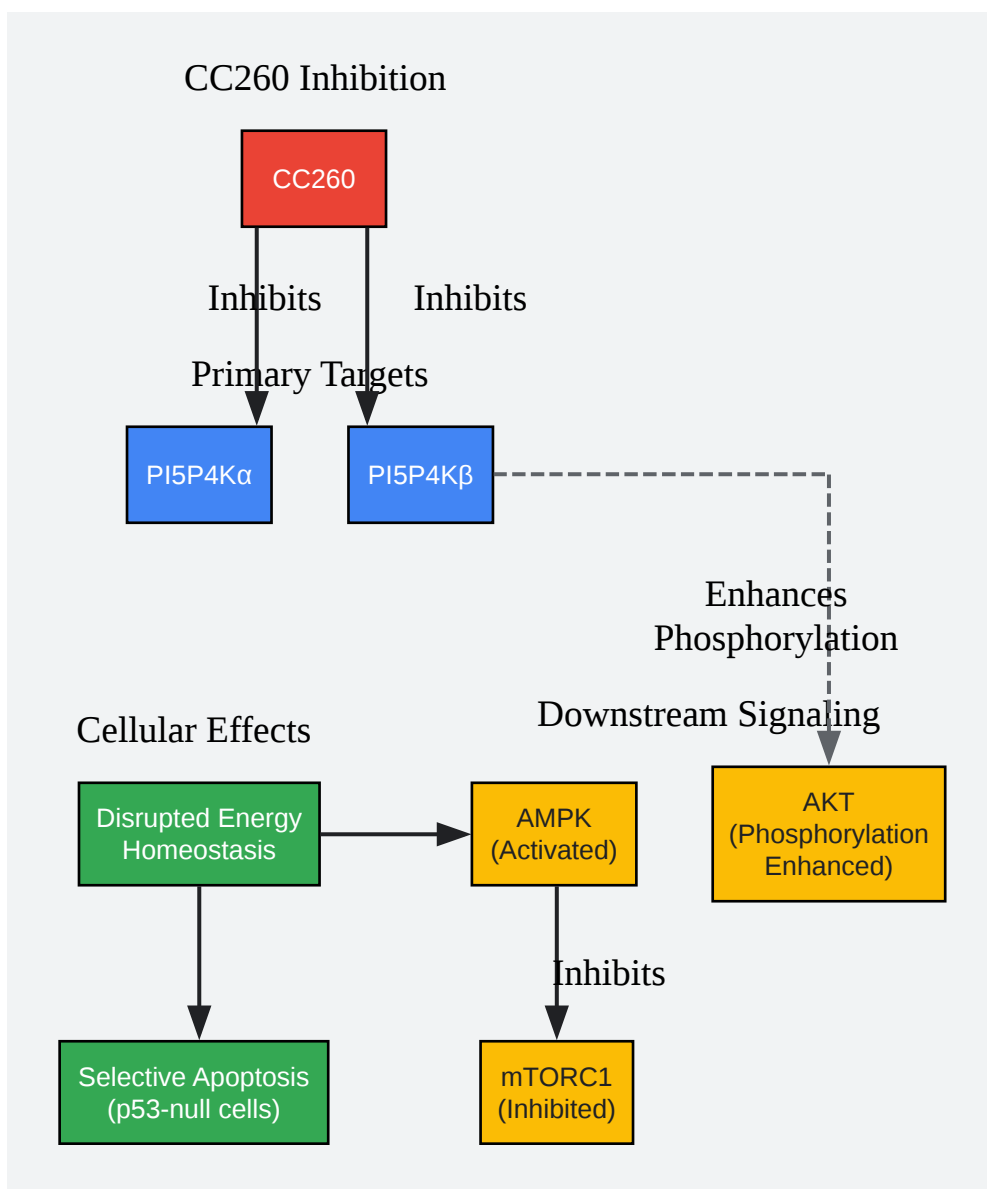 CC260 Inhibition
CC260
Inhibits
Inhibits
Primary Targets
PI5P4Kα
PI5P4Kβ
Enhances
Phosphorylation
Downstream Signaling
Cellular Effects
Disrupted Energy
Homeostasis
AMPK
(Activated)
AKT
(Phosphorylation
Enhanced)
Inhibits
Selective Apoptosis
(p53-null cells)
mTORC1
(Inhibited)